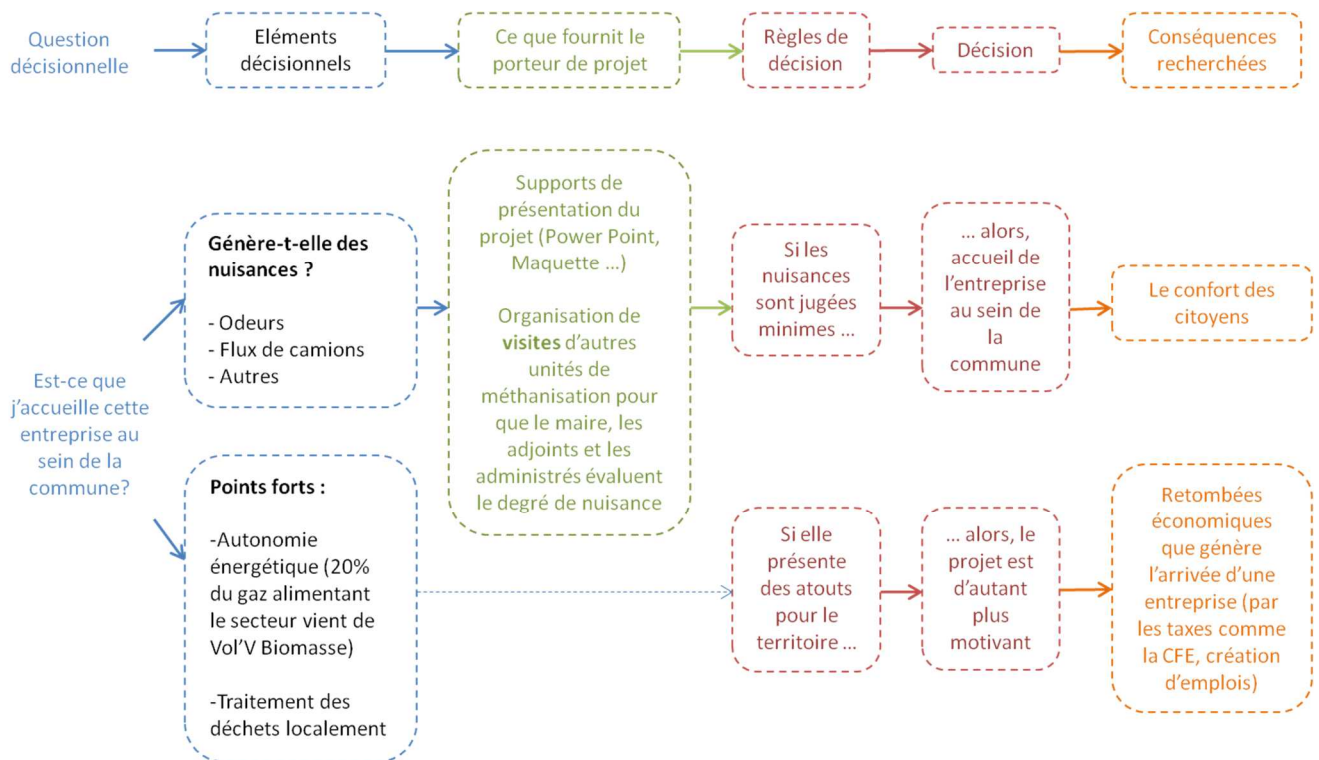 Question
décisionnelle
Eléments
décisionnels
Ce que fournit le
porteur de projet
Règles de
décision
Décision
Conséquences
recherchées
Est-ce que
j’accueille cette
entreprise au
sein de la
commune?
Génère-t-elle des
nuisances ?
- Odeurs
- Flux de camions
- Autres
Supports de
présentation du
projet (Power Point,
Maquette ...)
Organisation de
visites d’autres
unités de
méthanisation pour
que le maire, les
adjoints et les
administrés évaluent
le degré de nuisance
Si les
nuisances
sont jugées
minimes ...
... alors,
accueil de
l’entreprise
au sein de
la
commune
Le confort des
citoyens
Points forts :
-Autonomie
énergétique (20%
du gaz alimentant
le secteur vient de
Vol’V Biomasse)
-Traitement des
déchets localement
Si elle
présente
des atouts
pour le
territoire ...
... alors, le
projet est
d’autant
plus
motivant
Retombées
économiques
que génère
l’arrivée d’une
entreprise (par
les taxes comme
la CFE, création
d’emplois)